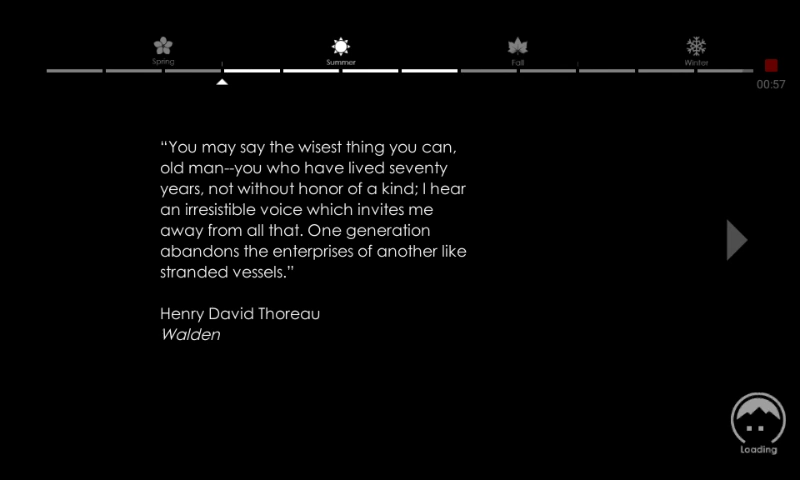 Spring
Summer
Fall
Winter
00:57
“You may say the wisest thing you can,
old man--you who have lived seventy
years, not without honor of a kind; I hear
an irresistible voice which invites me
away from all that. One generation
abandons the enterprises of another like
stranded vessels.”
Henry David Thoreau
Walden
Loading